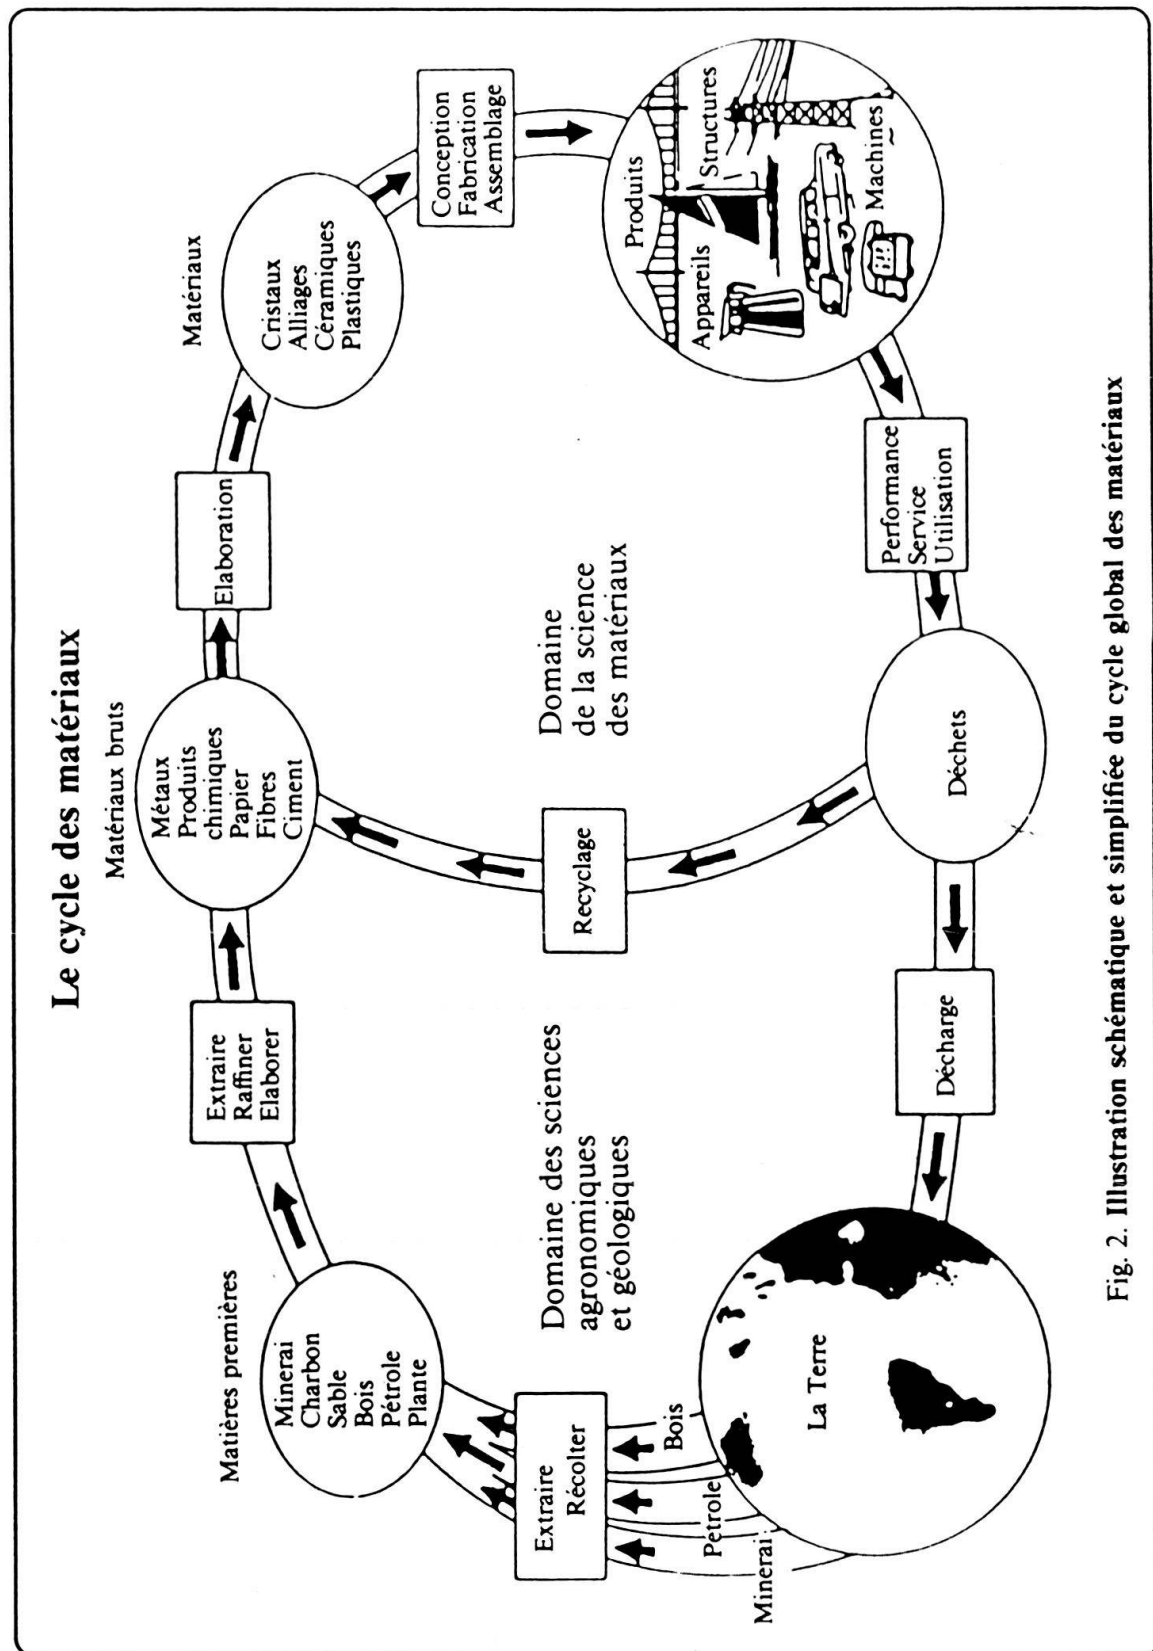 Le cycle des matériaux
Matières premières
Minerai
Charbon
Sable
Bois
Pétrole
Plante
Extraire
Raffiner
Elaborer
Matériaux bruts
Métaux
Produits
chimiques
Papier
Fibres
Ciment
Elaboration
Matériaux
Cristaux
Alliages
Céramiques
Plastiques
Conception
Fabrication
Assemblage
Extraire
Récolter
Minerai
Pétrole
Bois
Domaine des sciences
agronomiques
et géologiques
Recyclage
Domaine
de la science
des matériaux
Produits
Appareils
Structures
Machines
La Terre
Décharge
Déchets
Performance
Service
Utilisation
Fig. 2. Illustration schématique et simplifiée du cycle global des matériaux